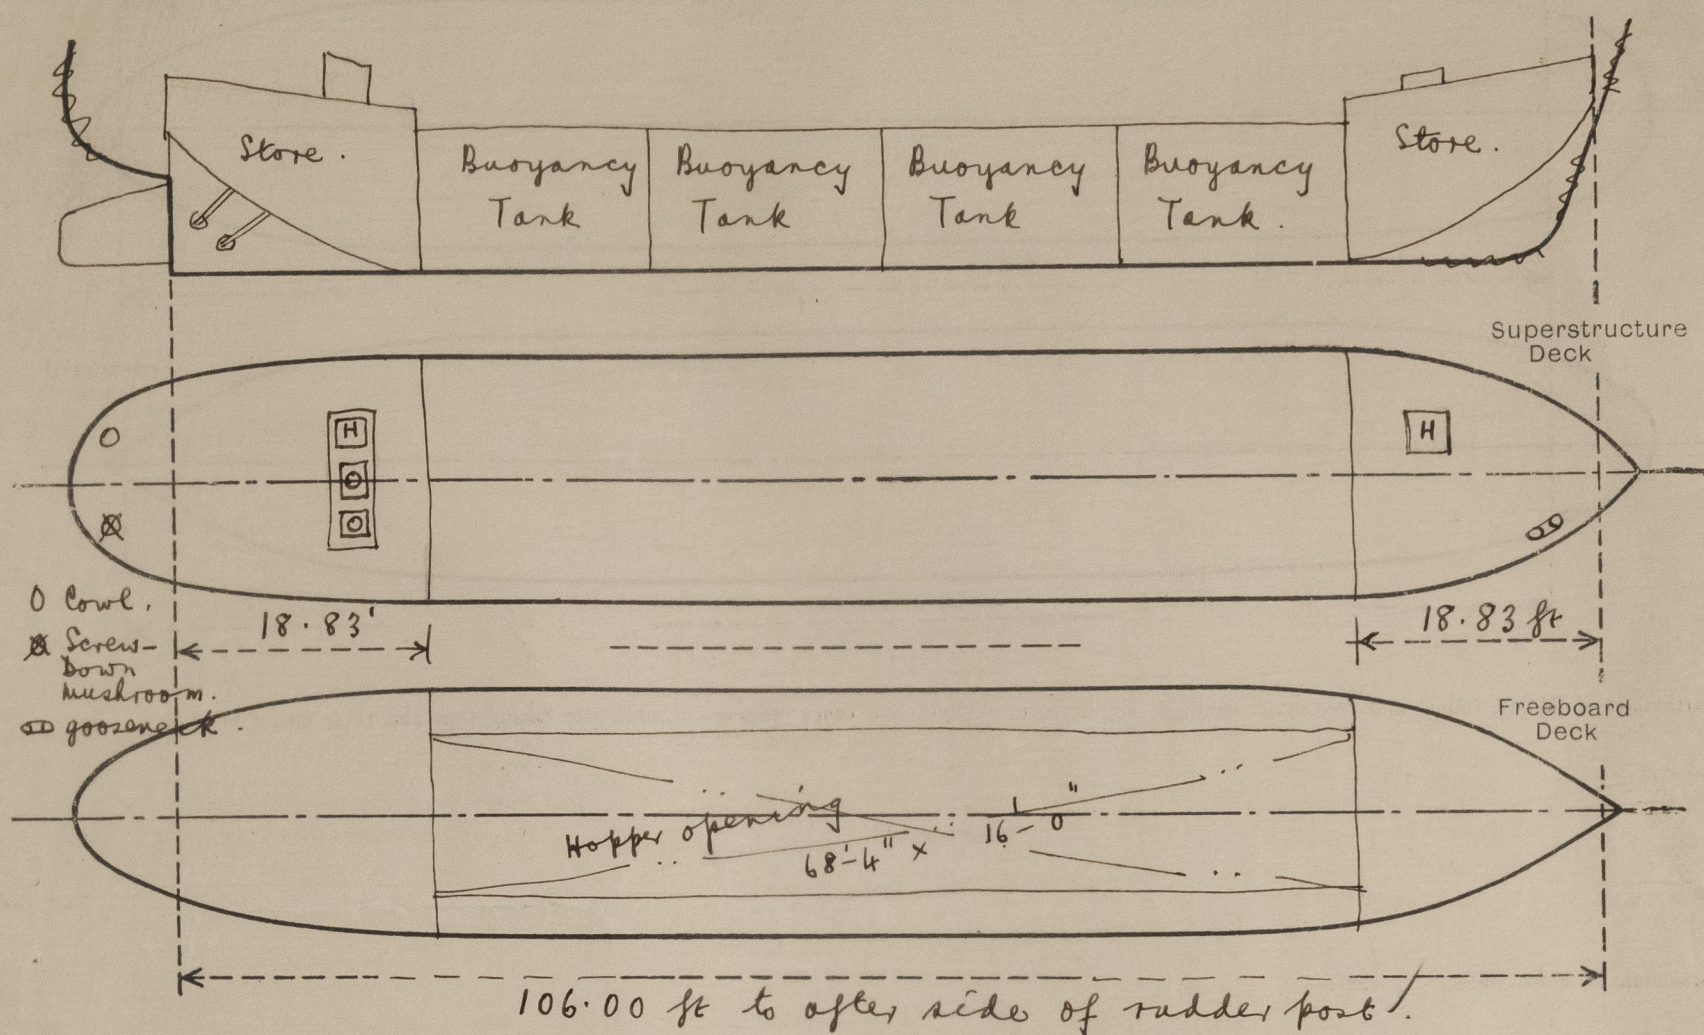 Store.
Buoyancy
Tank
Buoyancy
Tank
Buoyancy
Tank
Buoyancy
Tank.
Store.
Superstructure
Deck
H
H
O Cowl.
Screw-
Down
mushroom.
gooseneck.
18.83'
18.83 ft
Freeboard
Deck
Hopper opening
68'-4" x 16'-0"
106.00 ft to after side of rudder post.